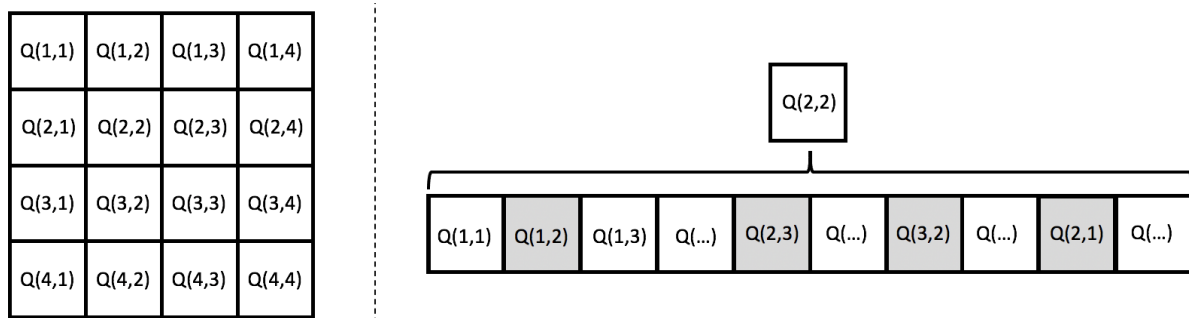 Q(1,1) Q(1,2) Q(1,3) Q(1,4)
Q(2,1) Q(2,2) Q(2,3) Q(2,4)
Q(3,1) Q(3,2) Q(3,3) Q(3,4)
Q(4,1) Q(4,2) Q(4,3) Q(4,4)
Q(2,2)
Q(1,1) Q(1,2) Q(1,3) Q(...) Q(2,3) Q(...) Q(3,2) Q(...) Q(2,1) Q(...)